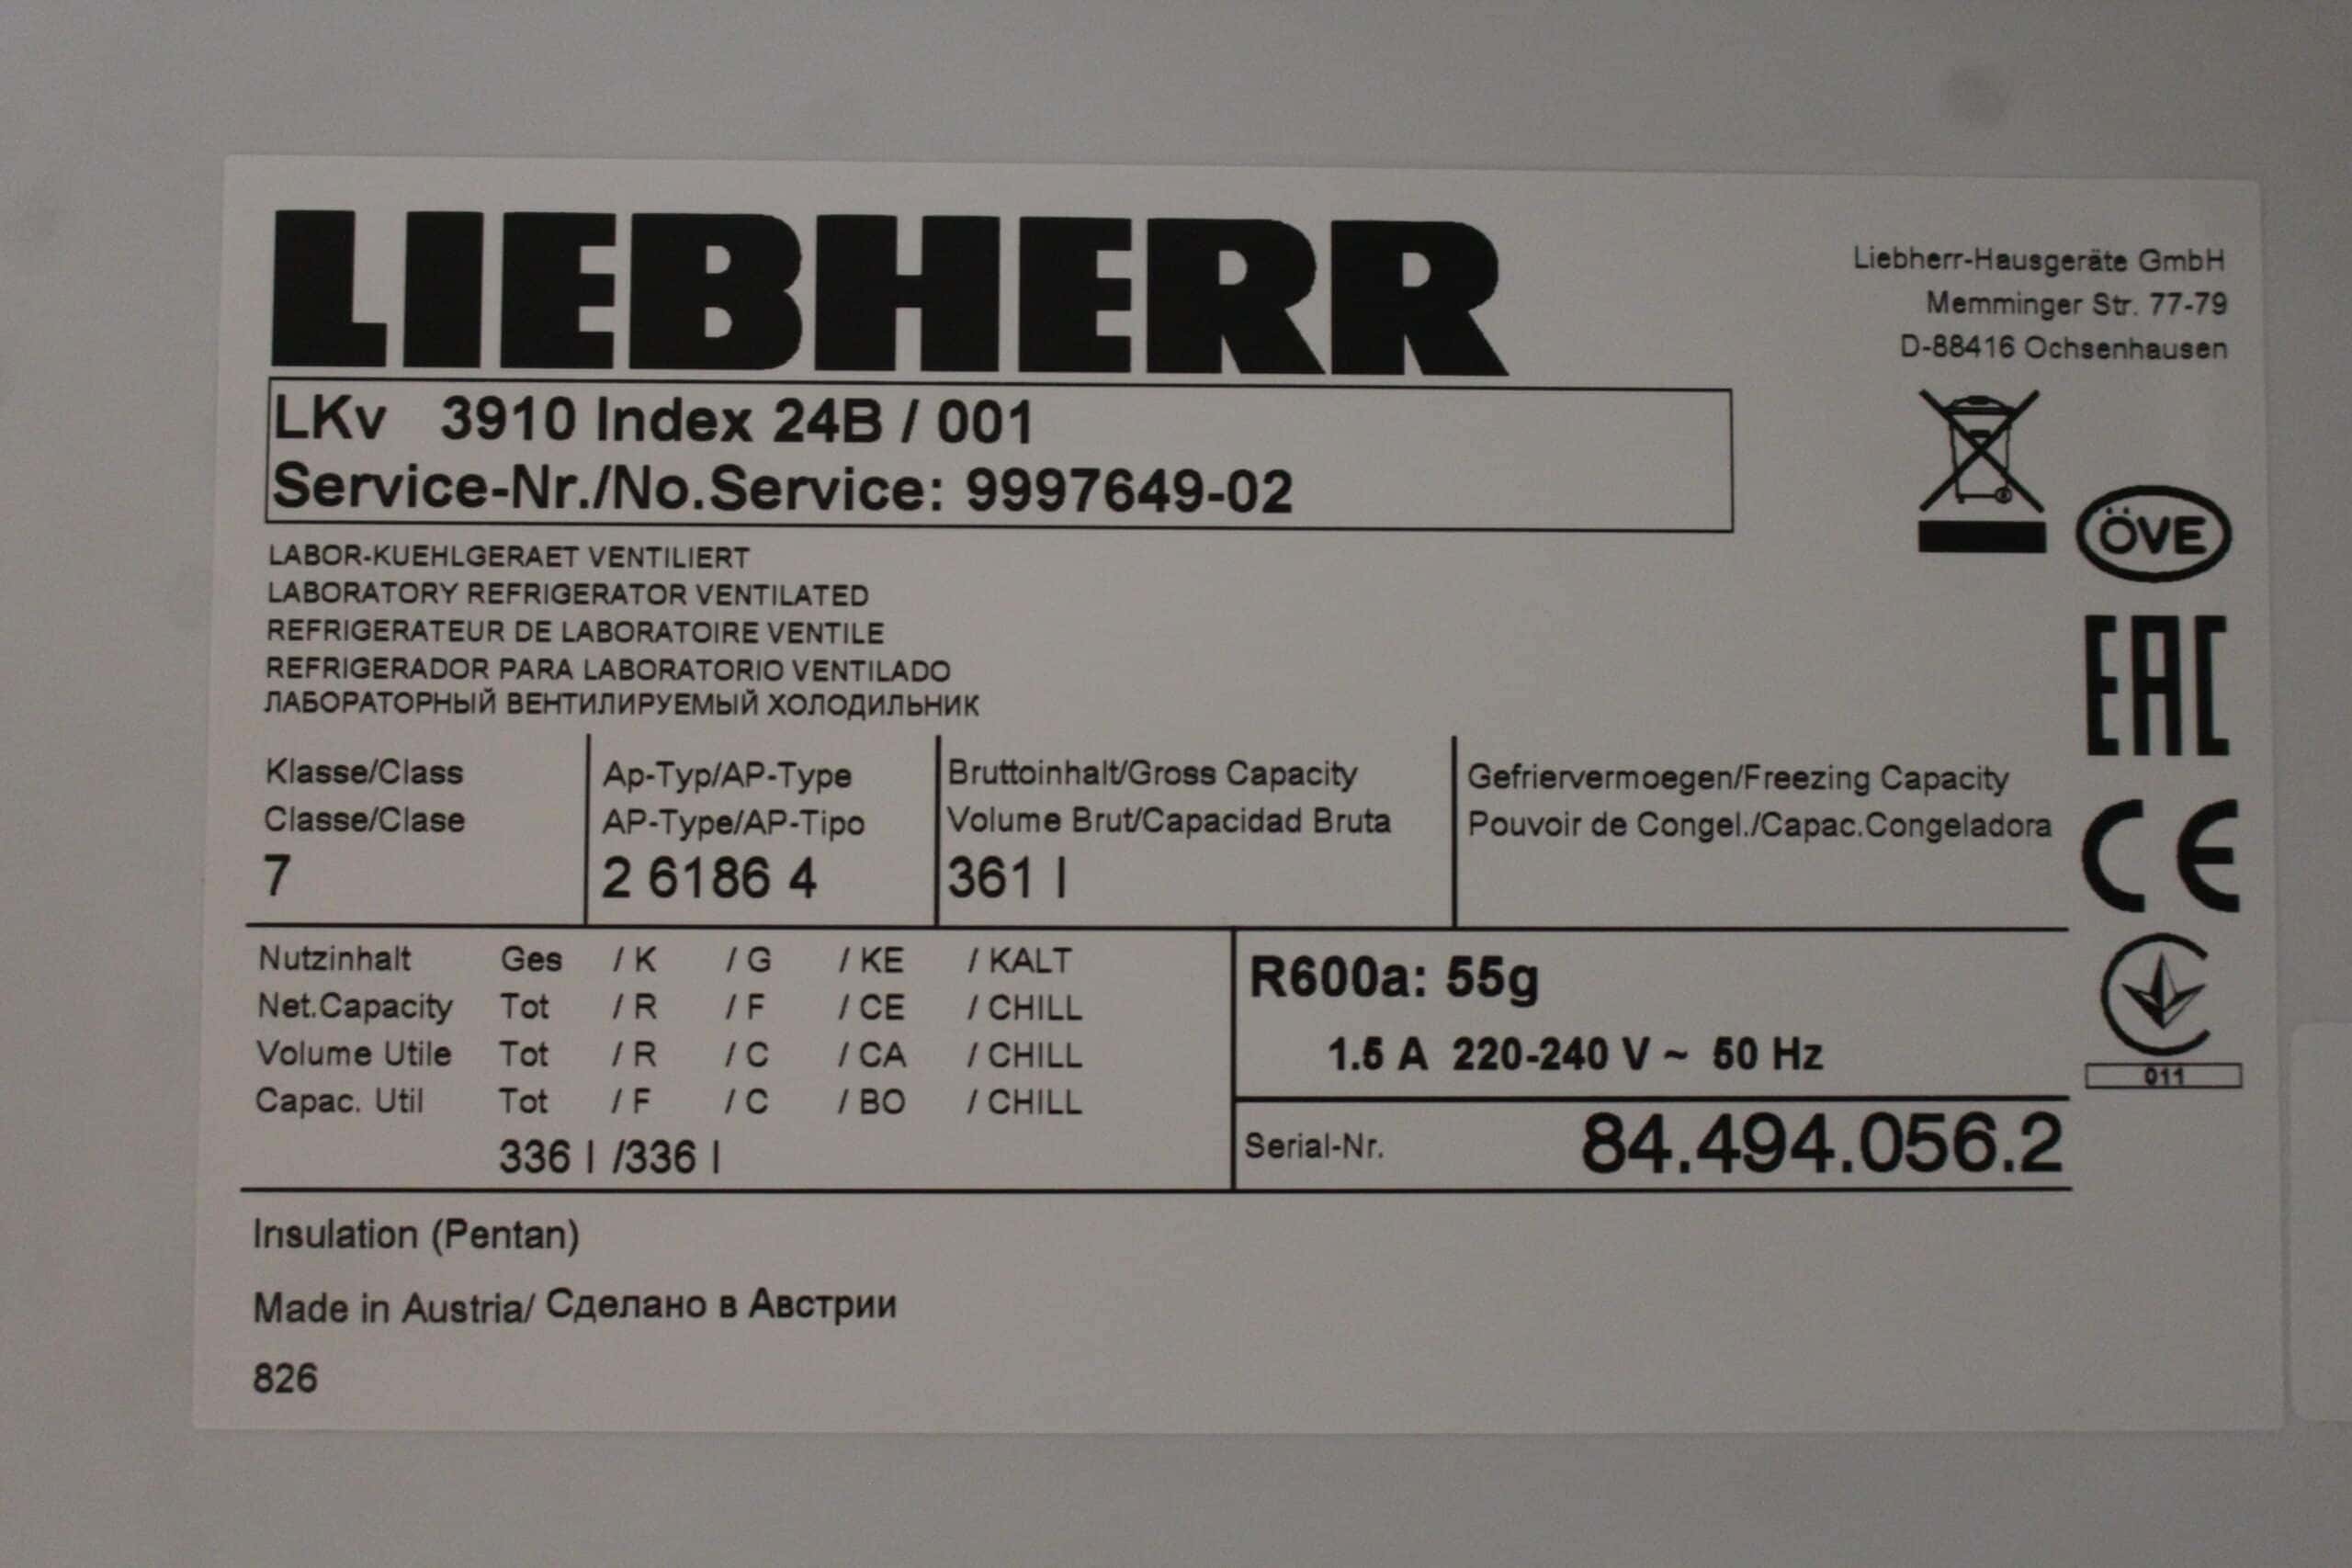 LIEBHERR
Liebherr-Hausgeräte GmbH
Memminger Str. 77-79
D-88416 Ochsenhausen
LKv 3910 Index 24B / 001
Service-Nr./No.Service: 9997649-02
ÖVE
LABOR-KUEHLGERAET VENTILIERT
LABORATORY REFRIGERATOR VENTILATED
REFRIGERATEUR DE LABORATOIRE VENTILE
REFRIGERADOR PARA LABORATORIO VENTILADO
ЛАБОРАТОРНЫЙ ВЕНТИЛИРУЕМЫЙ ХОЛОДИЛЬНИК
EAC
Klasse/Class
Classe/Clase
7
Ap-Typ/AP-Type
AP-Type/AP-Tipo
2 6186 4
Bruttoinhalt/Gross Capacity
Volume Brut/Capacidad Bruta
361 l
Gefriervermoegen/Freezing Capacity
Pouvoir de Congel./Capac.Congeladora
CE
Nutzinhalt Ges / K / G / KE / KALT
Net.Capacity Tot / R / F / CE / CHILL
Volume Utile Tot / R / C / CA / CHILL
Capac. Util Tot / F / C / BO / CHILL
336 l /336 l
R600a: 55g
1.5 A 220-240 V ~ 50 Hz
011
Serial-Nr. 84.494.056.2
Insulation (Pentan)
Made in Austria/ Сделано в Австрии
826